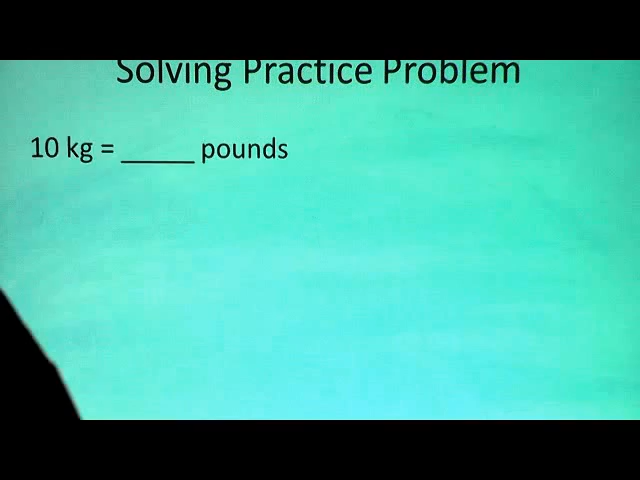 Solving Practice Problem
10 kg = _____ pounds